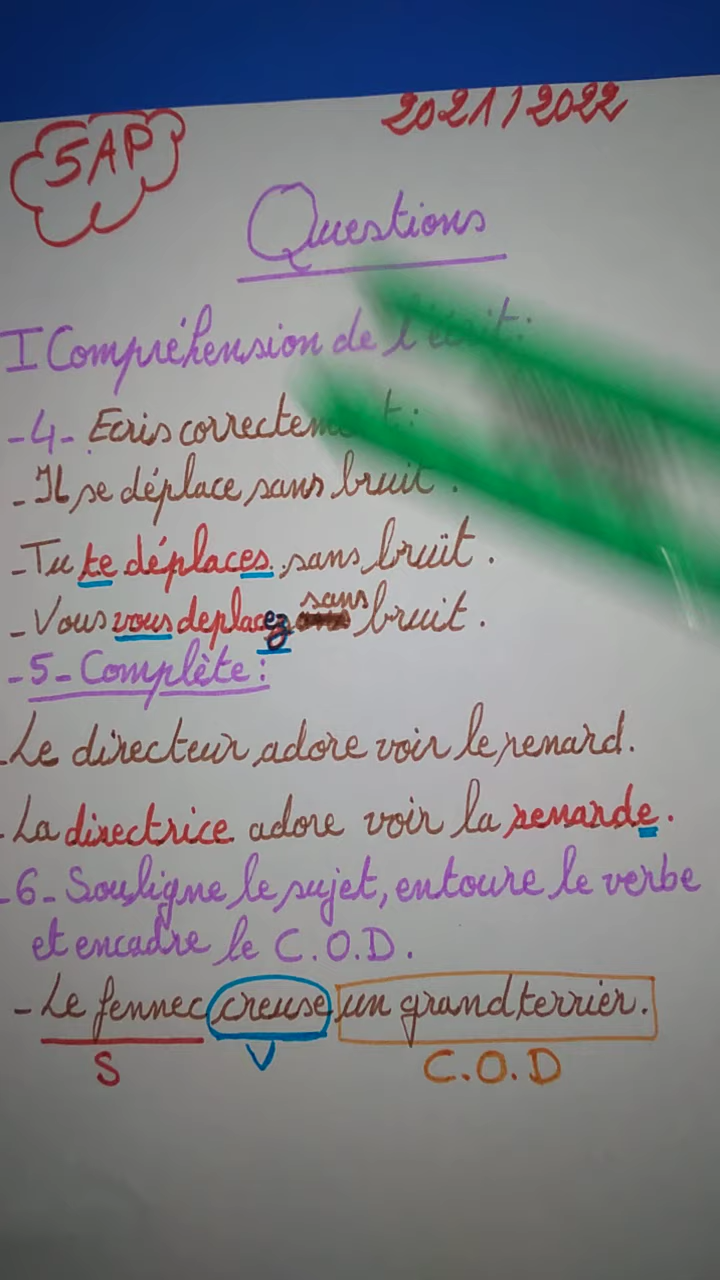 5AP
2021/2022
Questions
I Compréhension de l'écrit:
-4- Ecris correctement:
- Il se déplace sans bruit.
- Tu te déplaces sans bruit.
- Vous vous deplacez sans bruit.
-5- Complète:
- Le directeur adore voir le renard.
- La directrice adore voir la renarde.
-6- Souligne le sujet, entoure le verbe
et encadre le C.O.D.
- Le fennec creuse un grand terrier.
S V C.O.D